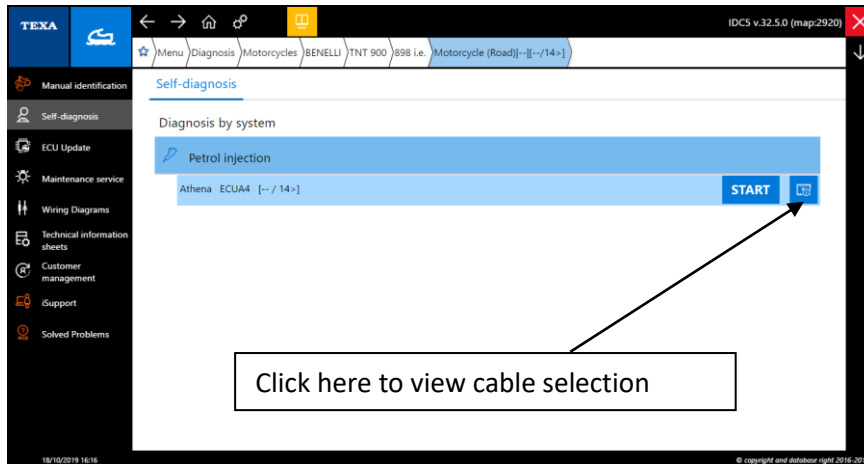 TEXA
IDC5 v.32.5.0 (map:2920)
Menu Diagnosis Motorcycles BENELLI TNT 900 898 i.e. Motorcycle (Road)[--][--/14>]
Manual identification
Self-diagnosis
ECU Update
Maintenance service
Wiring Diagrams
Technical information
sheets
Customer
management
iSupport
Solved Problems
Self-diagnosis
Diagnosis by system
Petrol injection
Athena ECUA4 [-- / 14>]
START
Click here to view cable selection
18/10/2019 16:16
© copyright and database right 2016-20